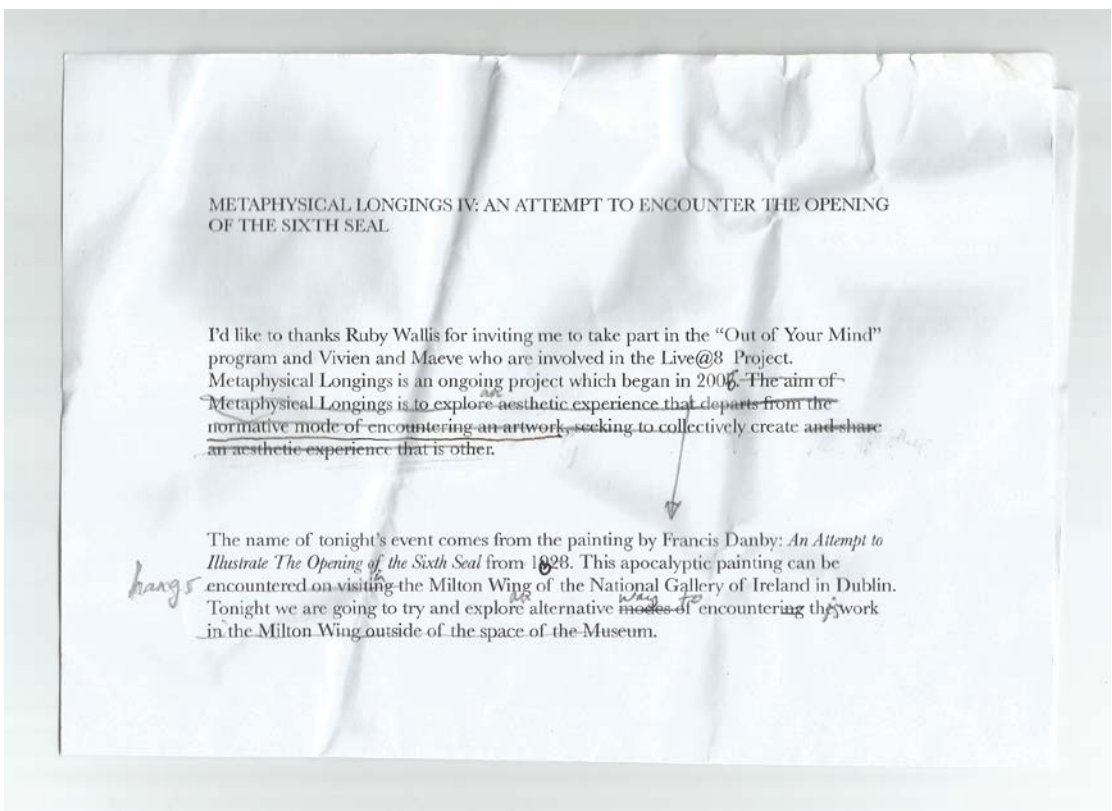 METAPHYSICAL LONGINGS IV: AN ATTEMPT TO ENCOUNTER THE OPENING
OF THE SIXTH SEAL
I'd like to thanks Ruby Wallis for inviting me to take part in the “Out of Your Mind”
program and Vivien and Maeve who are involved in the Live@8 Project.
Metaphysical Longings is an ongoing project which began in 2006. The aim of
an
Metaphysical Longings is to explore aesthetic experience that departs from the
normative mode of encountering an artwork, seeking to collectively create and share
an aesthetic experience that is other.
The name of tonight's event comes from the painting by Francis Danby: An Attempt to
Illustrate The Opening of the Sixth Seal from 1828. This apocalyptic painting can be
hangs encountered on visiting the Milton Wing of the National Gallery of Ireland in Dublin.
in
an way to
Tonight we are going to try and explore alternative modes of encountering the work
is
in the Milton Wing outside of the space of the Museum.